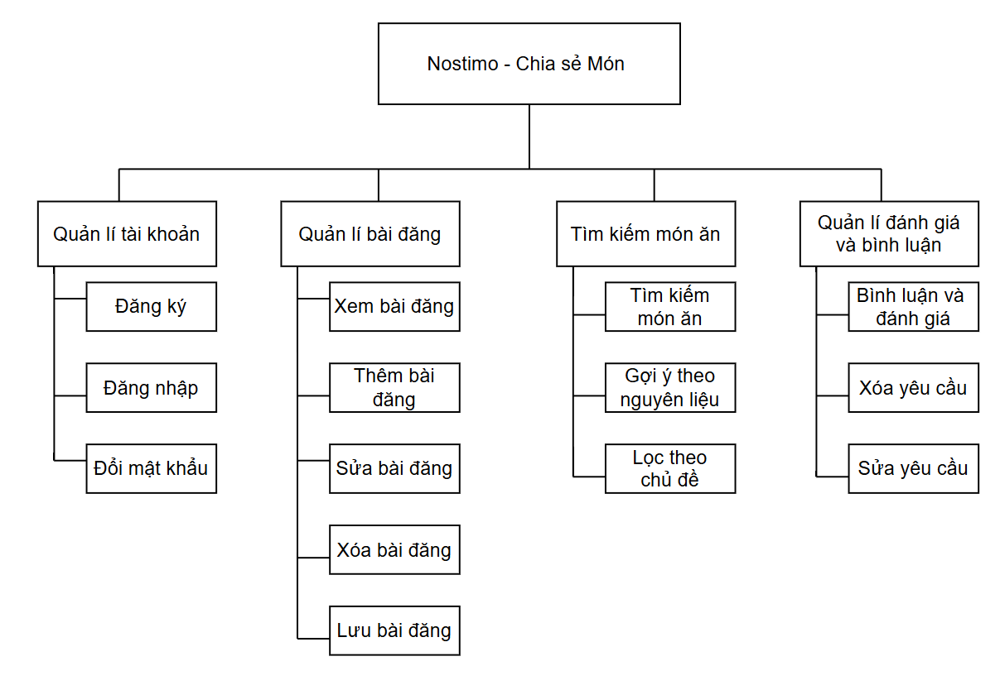 Nostimo - Chia sẻ Món
Quản lí tài khoản
Đăng ký
Đăng nhập
Đổi mật khẩu
Quản lí bài đăng
Xem bài đăng
Thêm bài
đăng
Sửa bài đăng
Xóa bài đăng
Lưu bài đăng
Tìm kiếm món ăn
Tìm kiếm
món ăn
Gợi ý theo
nguyên liệu
Lọc theo
chủ đề
Quản lí đánh giá
và bình luận
Bình luận và
đánh giá
Xóa yêu cầu
Sửa yêu cầu